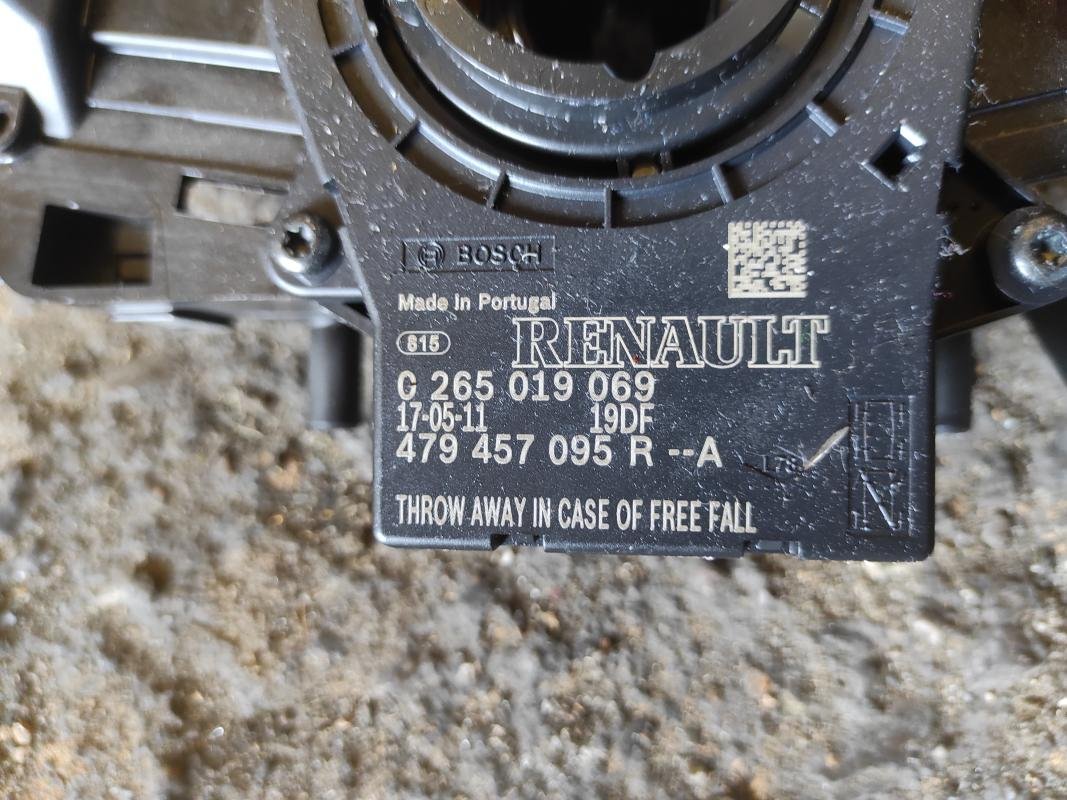 BOSCH
Made in Portugal
815
RENAULT
0 265 019 069
17-05-11 19DF
479 457 095 R --A
THROW AWAY IN CASE OF FREE FALL